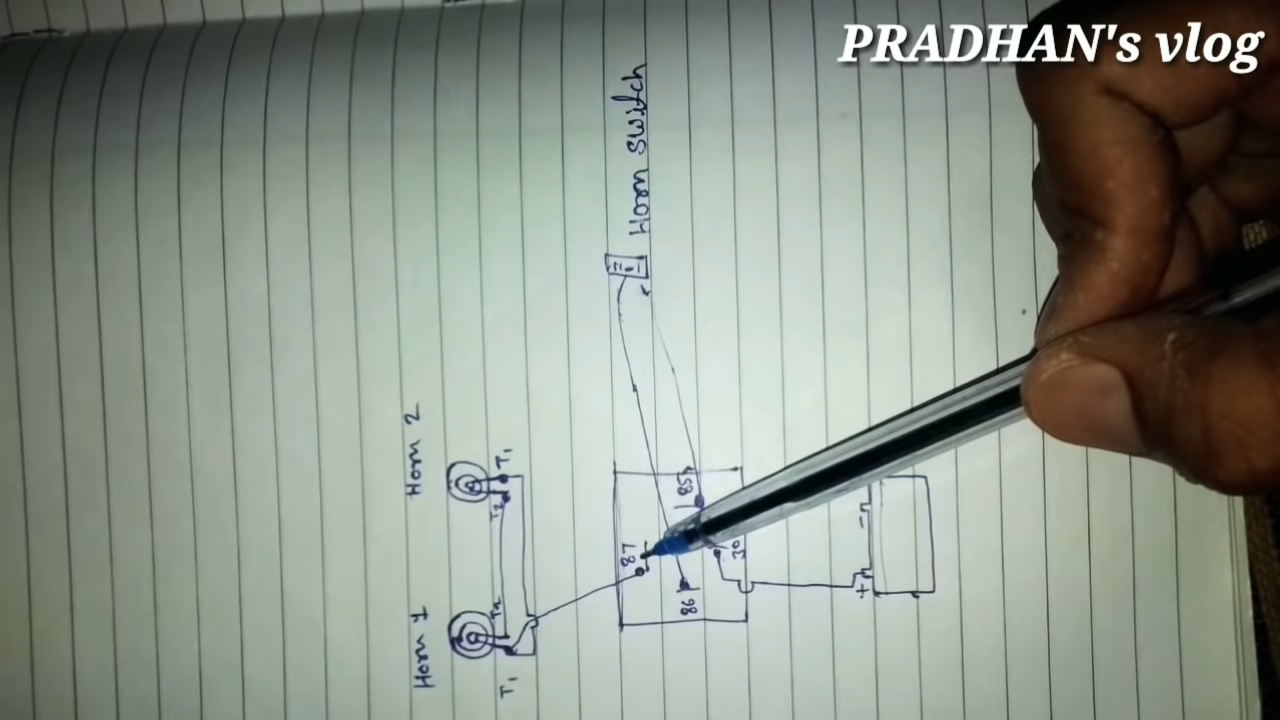 PRADHAN's vlog
Horn Switch
Horn 2
T1
T2
Horn 1
T2
T1
87
85
86
30
-
+